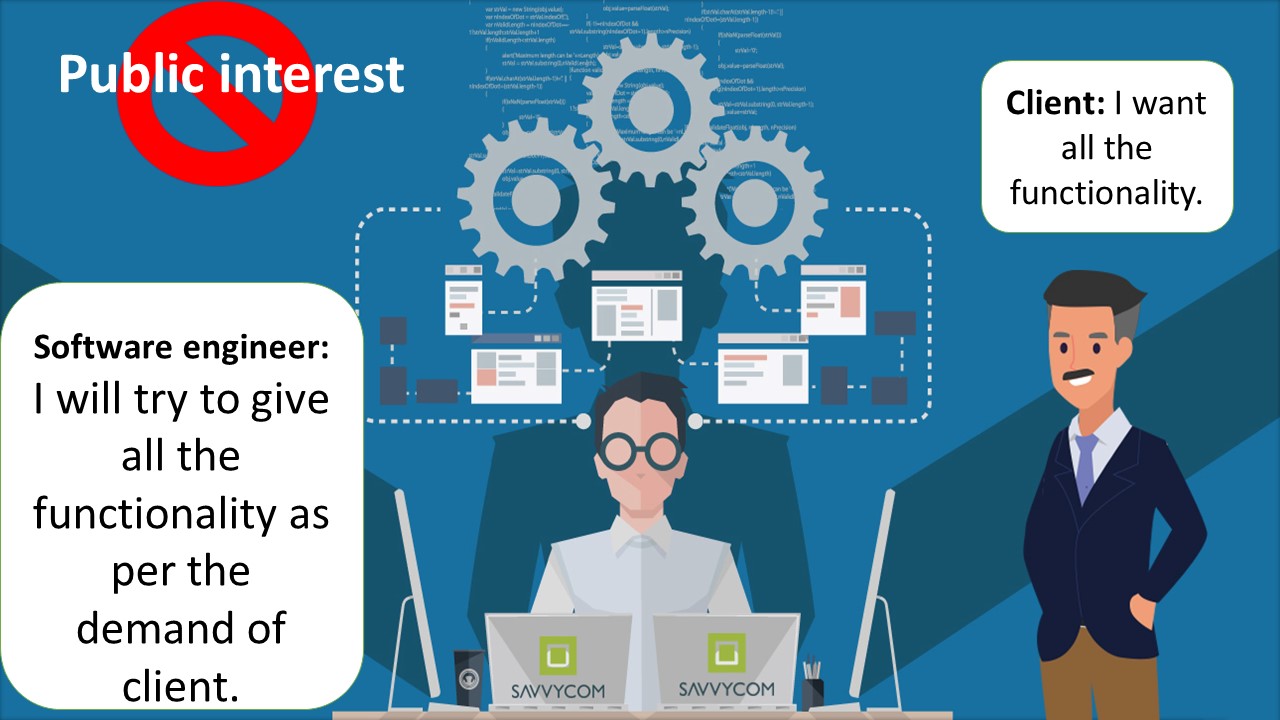 Public interest
Client: I want
all the
functionality.
Software engineer:
I will try to give
all the
functionality as
per the
demand of
client.
SAVVYCOM
SAVVYCOM